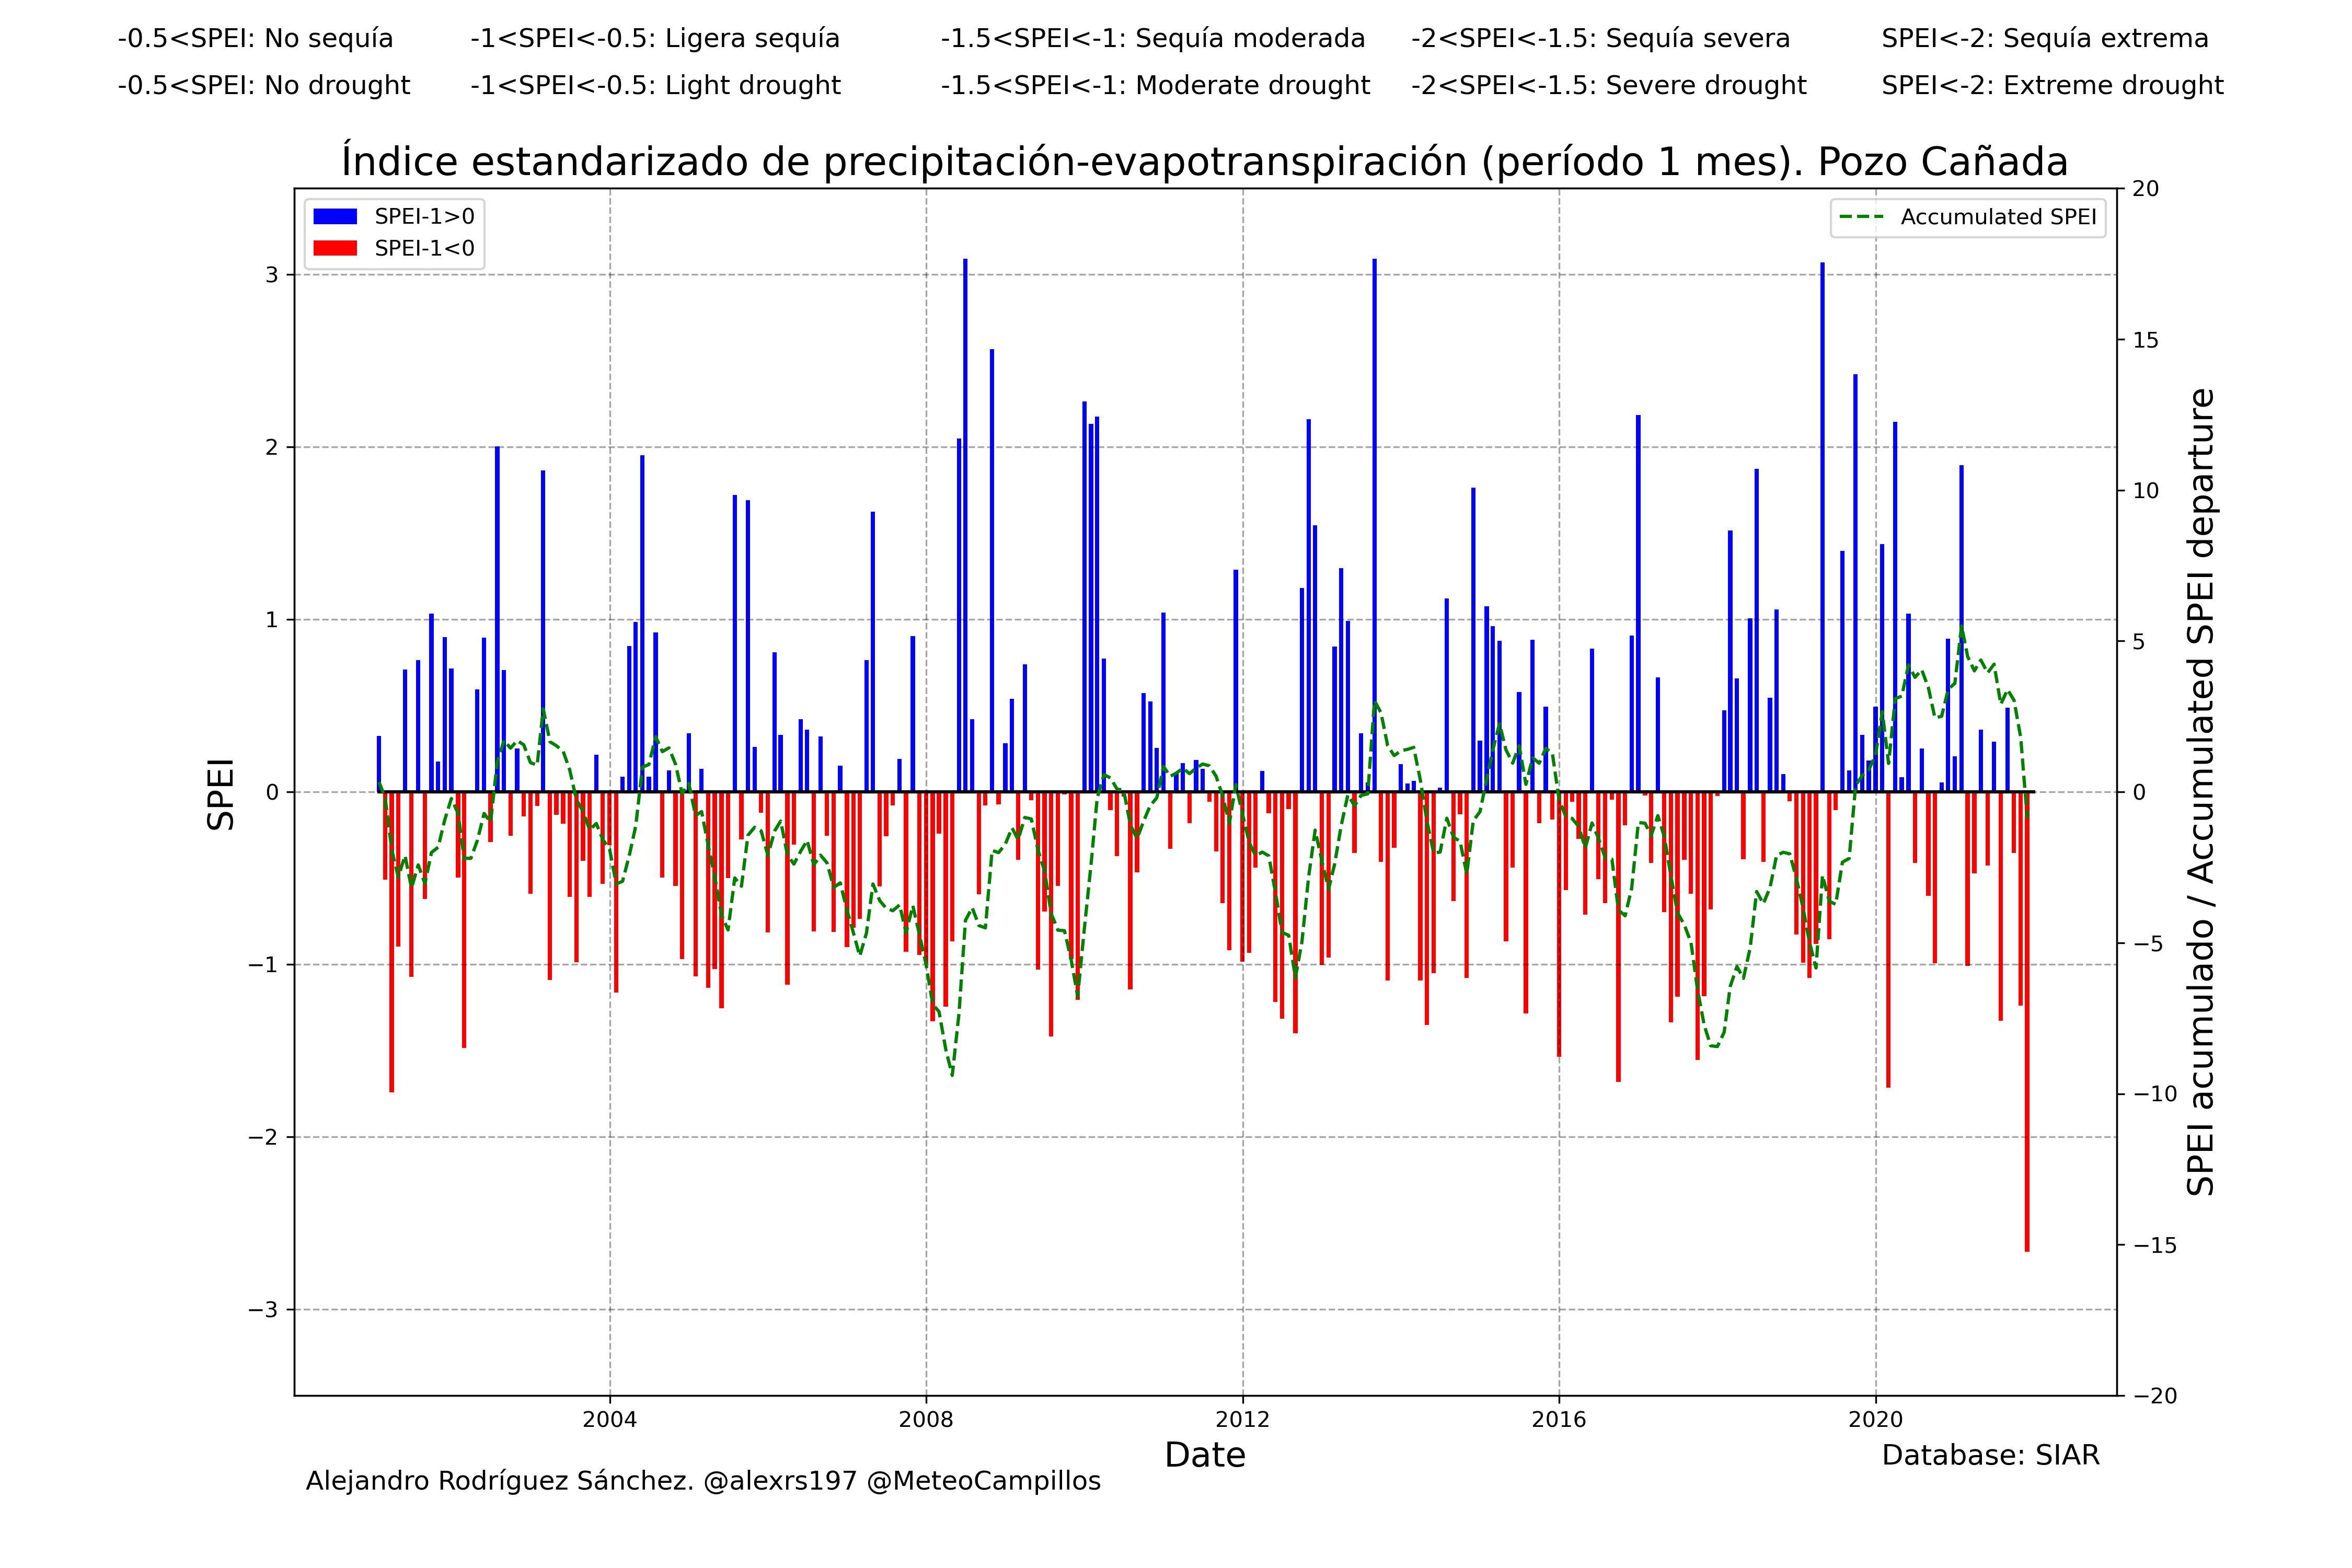 -0.5<SPEI: No sequía -1<SPEI<-0.5: Ligera sequía -1.5<SPEI<-1: Sequía moderada -2<SPEI<-1.5: Sequía severa SPEI<-2: Sequía extrema
-0.5<SPEI: No drought -1<SPEI<-0.5: Light drought -1.5<SPEI<-1: Moderate drought -2<SPEI<-1.5: Severe drought SPEI<-2: Extreme drought
Índice estandarizado de precipitación-evapotranspiración (período 1 mes). Pozo Cañada
SPEI-1>0
SPEI-1<0
Accumulated SPEI
SPEI
3
2
1
0
−1
−2
−3
20
15
10
5
0
−5
−10
−15
−20
SPEI acumulado / Accumulated SPEI departure
2004 2008 2012 2016 2020
Date
Database: SIAR
Alejandro Rodríguez Sánchez. @alexrs197 @MeteoCampillos